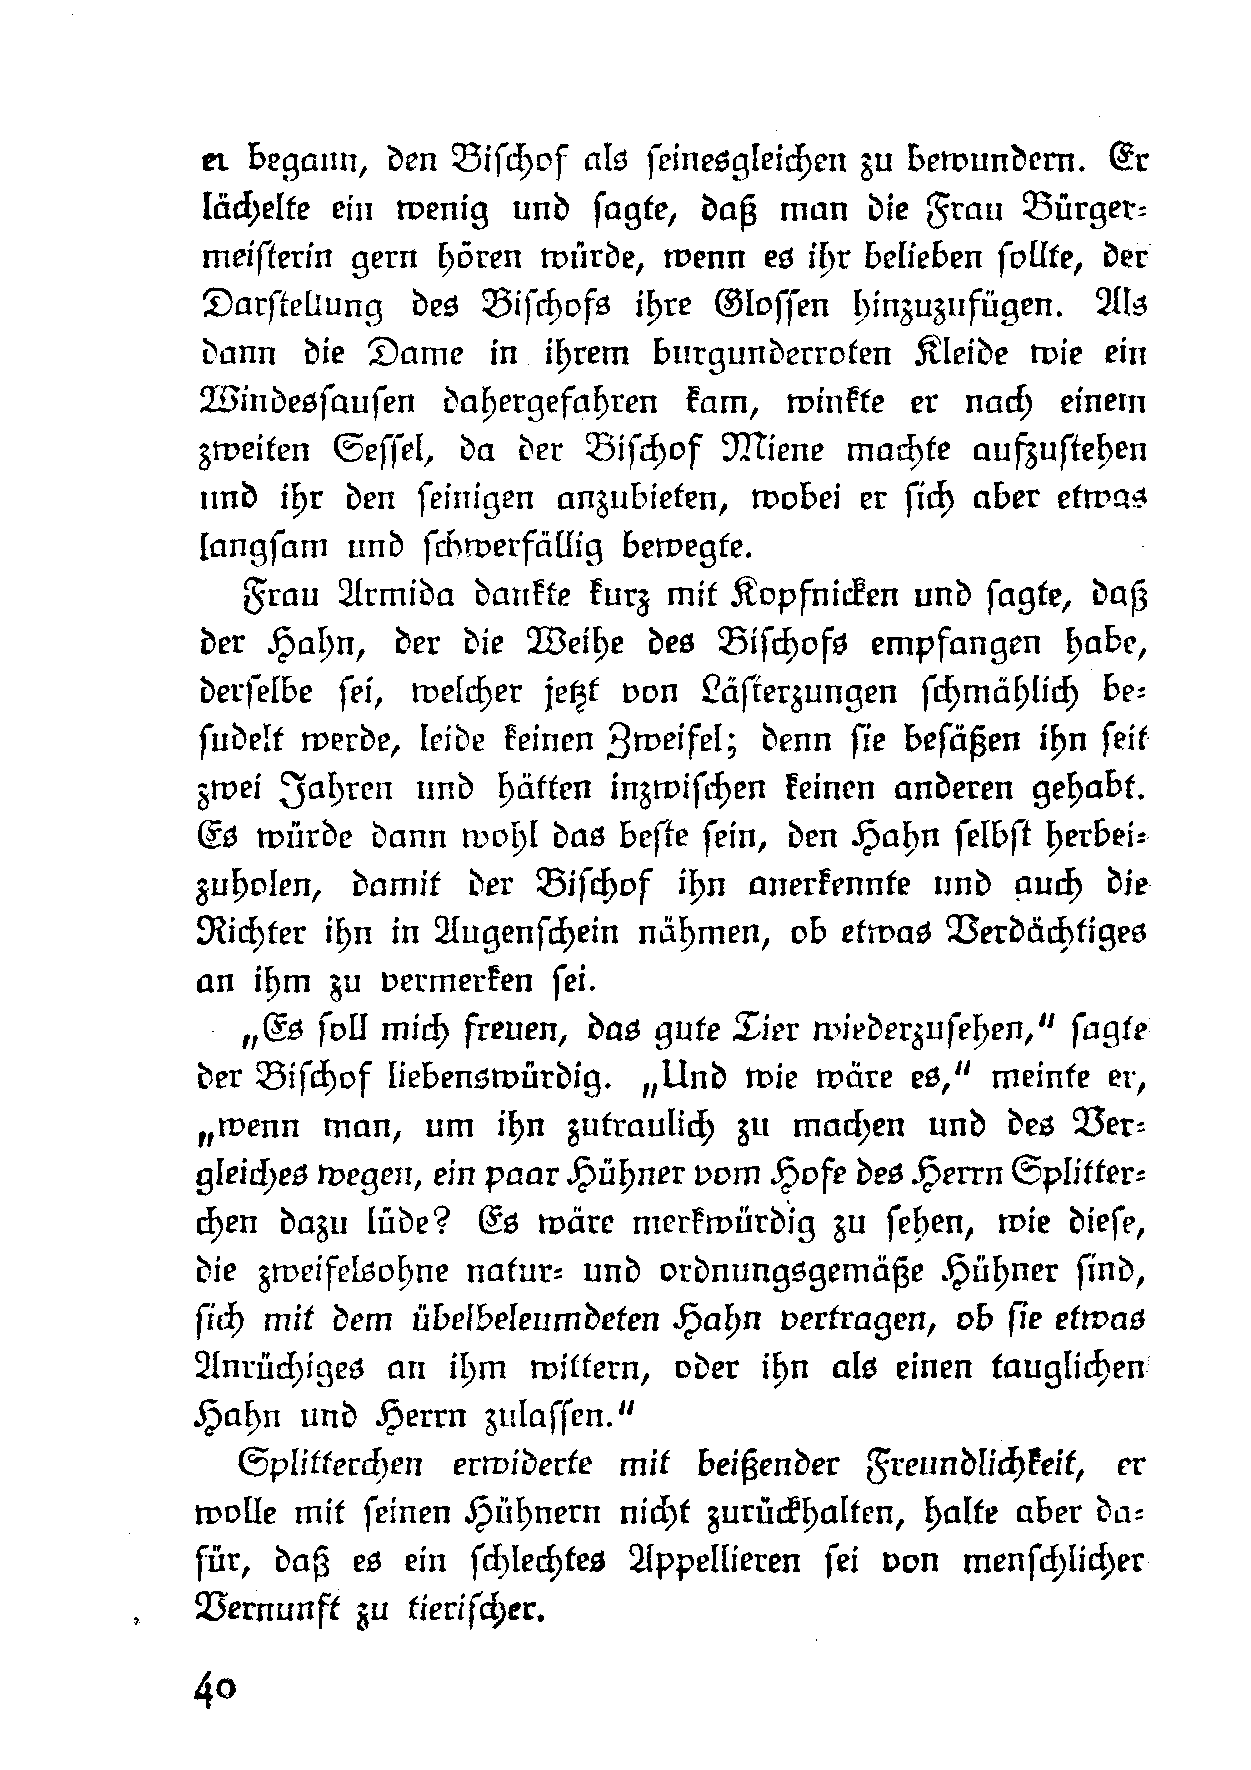 er begann, den Bischof als seinesgleichen zu bewundern. Er
lächelte ein wenig und sagte, daß man die Frau Bürger-
meisterin gern hören würde, wenn es ihr belieben sollte, der
Darstellung des Bischofs ihre Glossen hinzuzufügen. Als
dann die Dame in ihrem burgunderroten Kleide wie ein
Windessausen dahergefahren kam, winkte er nach einem
zweiten Sessel, da der Bischof Miene machte aufzustehen
und ihr den seinigen anzubieten, wobei er sich aber etwas
langsam und schwerfällig bewegte.
Frau Armida dankte kurz mit Kopfnicken und sagte, daß
der Hahn, der die Weihe des Bischofs empfangen habe,
derselbe sei, welcher jetzt von Lästerzungen schmählich be-
sudelt werde, leide keinen Zweifel; denn sie besäßen ihn seit
zwei Jahren und hätten inzwischen keinen anderen gehabt.
Es würde dann wohl das beste sein, den Hahn selbst herbei-
zuholen, damit der Bischof ihn anerkennte und auch die
Richter ihn in Augenschein nähmen, ob etwas Verdächtiges
an ihm zu vermerken sei.
„Es soll mich freuen, das gute Tier wiederzusehen,“ sagte
der Bischof liebenswürdig. „Und wie wäre es,“ meinte er,
„wenn man, um ihn zutraulich zu machen und des Ver-
gleiches wegen, ein paar Hühner vom Hofe des Herrn Splitter-
chen dazu lüde? Es wäre merkwürdig zu sehen, wie diese,
die zweifelsohne natur- und ordnungsgemäße Hühner sind,
sich mit dem übelbeleumdeten Hahn vertragen, ob sie etwas
Anrüchiges an ihm wittern, oder ihn als einen tauglichen
Hahn und Herrn zulassen.“
Splitterchen erwiderte mit beißender Freundlichkeit, er
wolle mit seinen Hühnern nicht zurückhalten, halte aber da-
für, daß es ein schlechtes Appellieren sei von menschlicher
Vernunft zu tierischer.
40